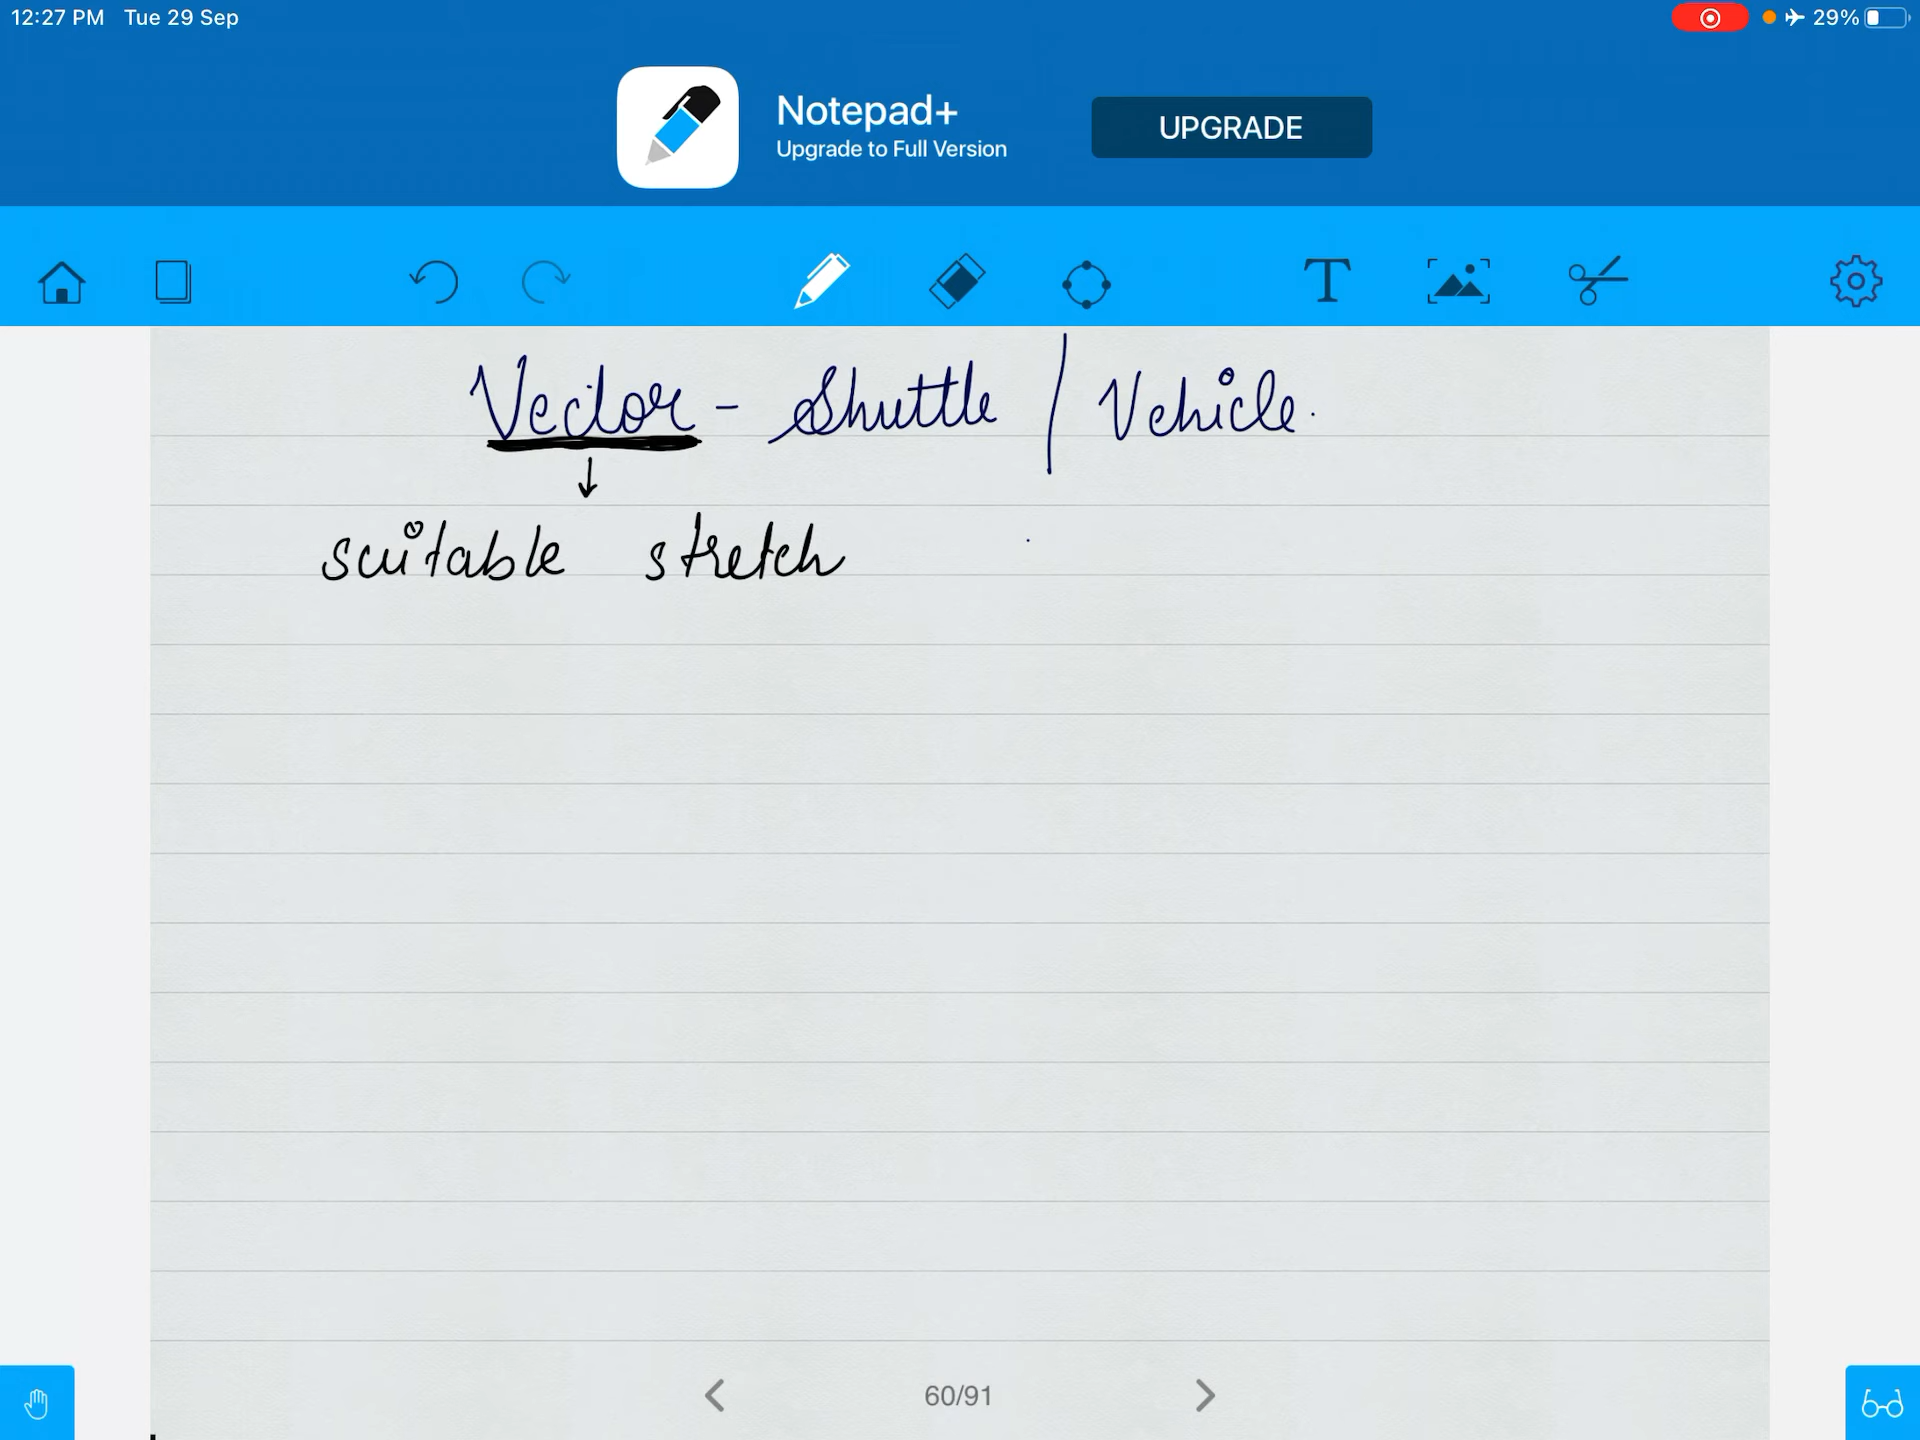 12:27 PM Tue 29 Sep 29%
Notepad+
Upgrade to Full Version
UPGRADE
T
Vector - Shuttle / Vehicle.
↓
suitable stretch
60/91